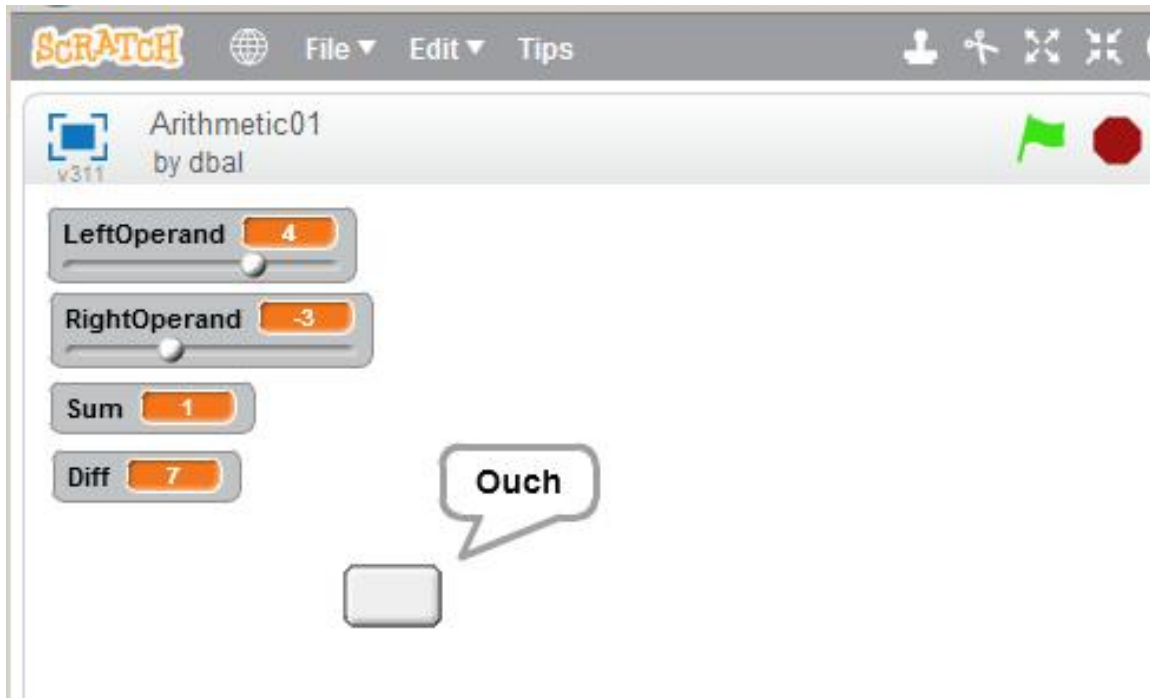 SCRATCH File Edit Tips
Arithmetic01
by dbal
v311
LeftOperand 4
RightOperand -3
Sum 1
Diff 7
Ouch